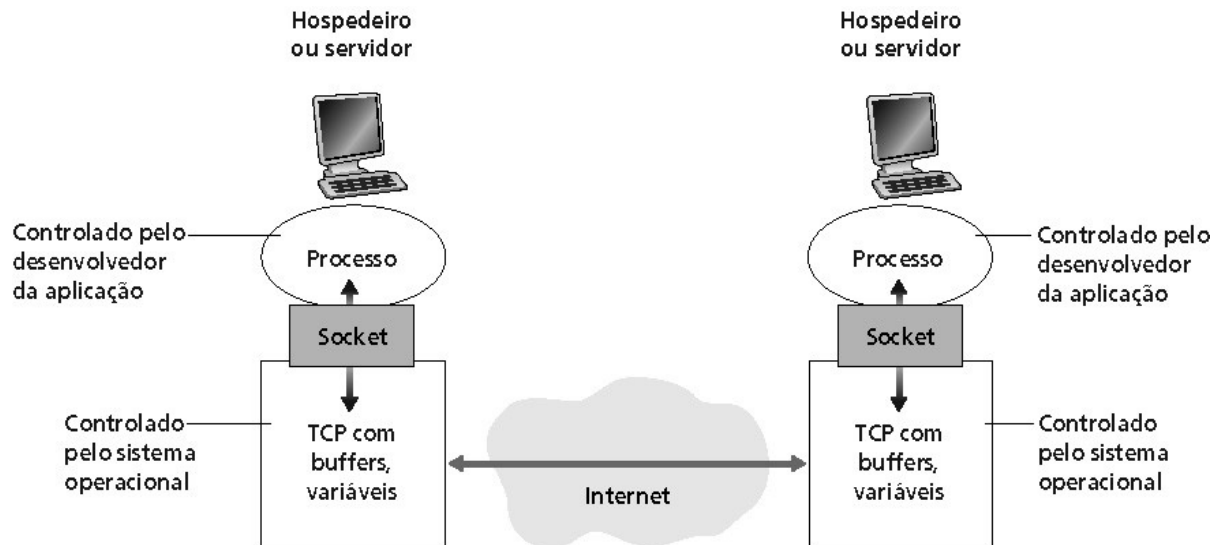 Hospedeiro
ou servidor
Hospedeiro
ou servidor
Controlado pelo
desenvolvedor
da aplicação
Processo
Processo
Controlado pelo
desenvolvedor
da aplicação
Socket
Socket
Controlado
pelo sistema
operacional
TCP com
buffers,
variáveis
Internet
TCP com
buffers,
variáveis
Controlado
pelo sistema
operacional